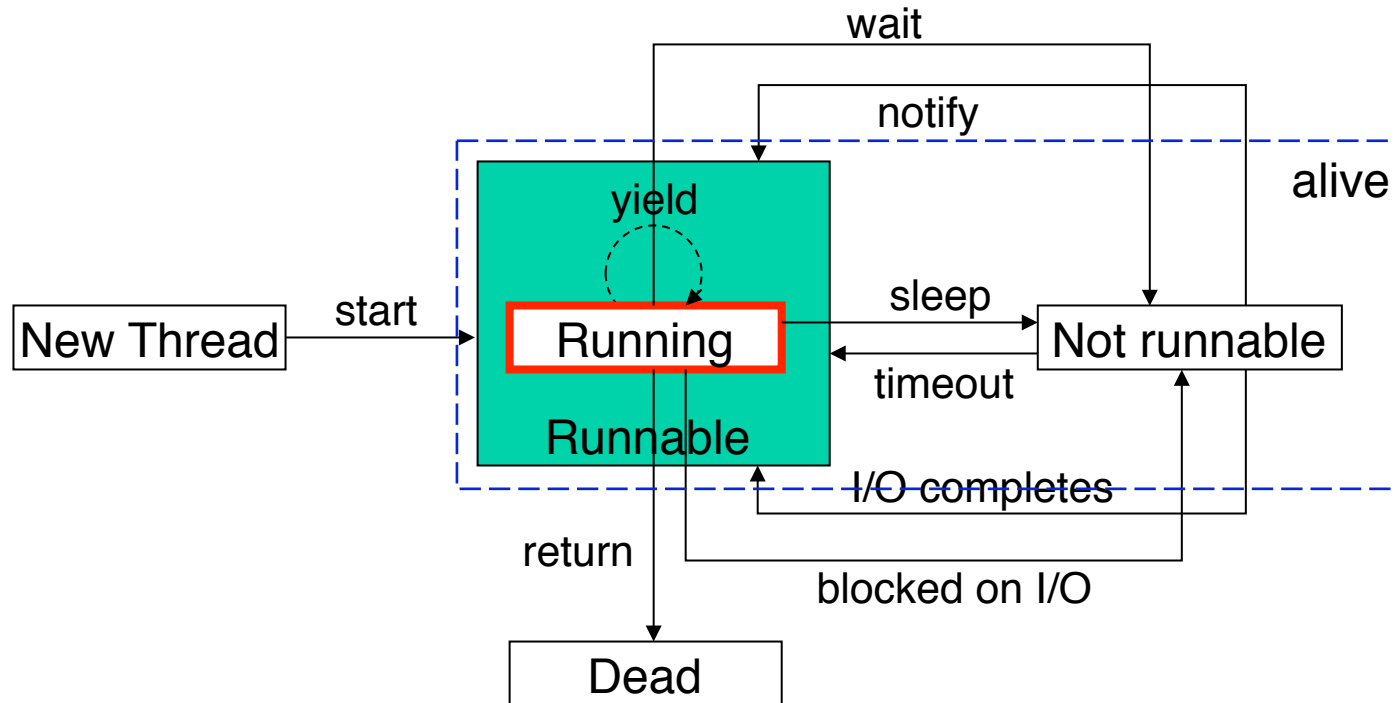 wait
notify
alive
yield
start
sleep
New Thread
Running
Not runnable
timeout
Runnable
I/O completes
return
blocked on I/O
Dead